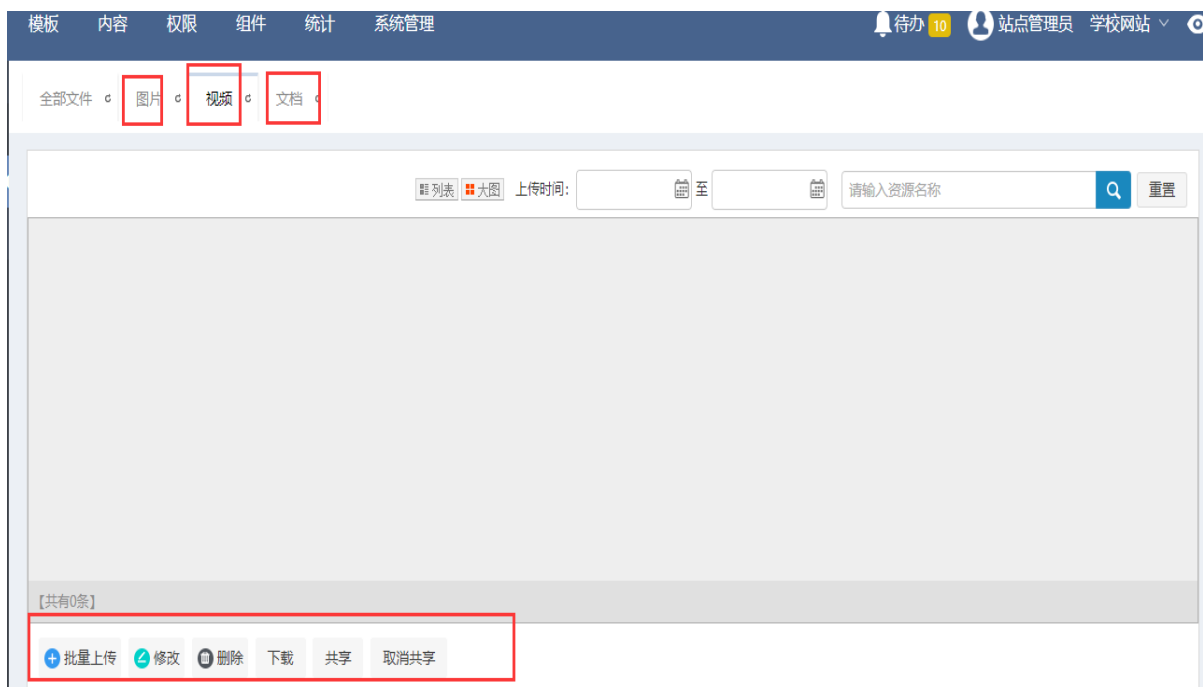 模板 内容 权限 组件 统计 系统管理 待办 10 站点管理员 学校网站
全部文件 图片 视频 文档
列表 大图 上传时间: 至 请输入资源名称 重置
【共有0条】
批量上传 修改 删除 下载 共享 取消共享